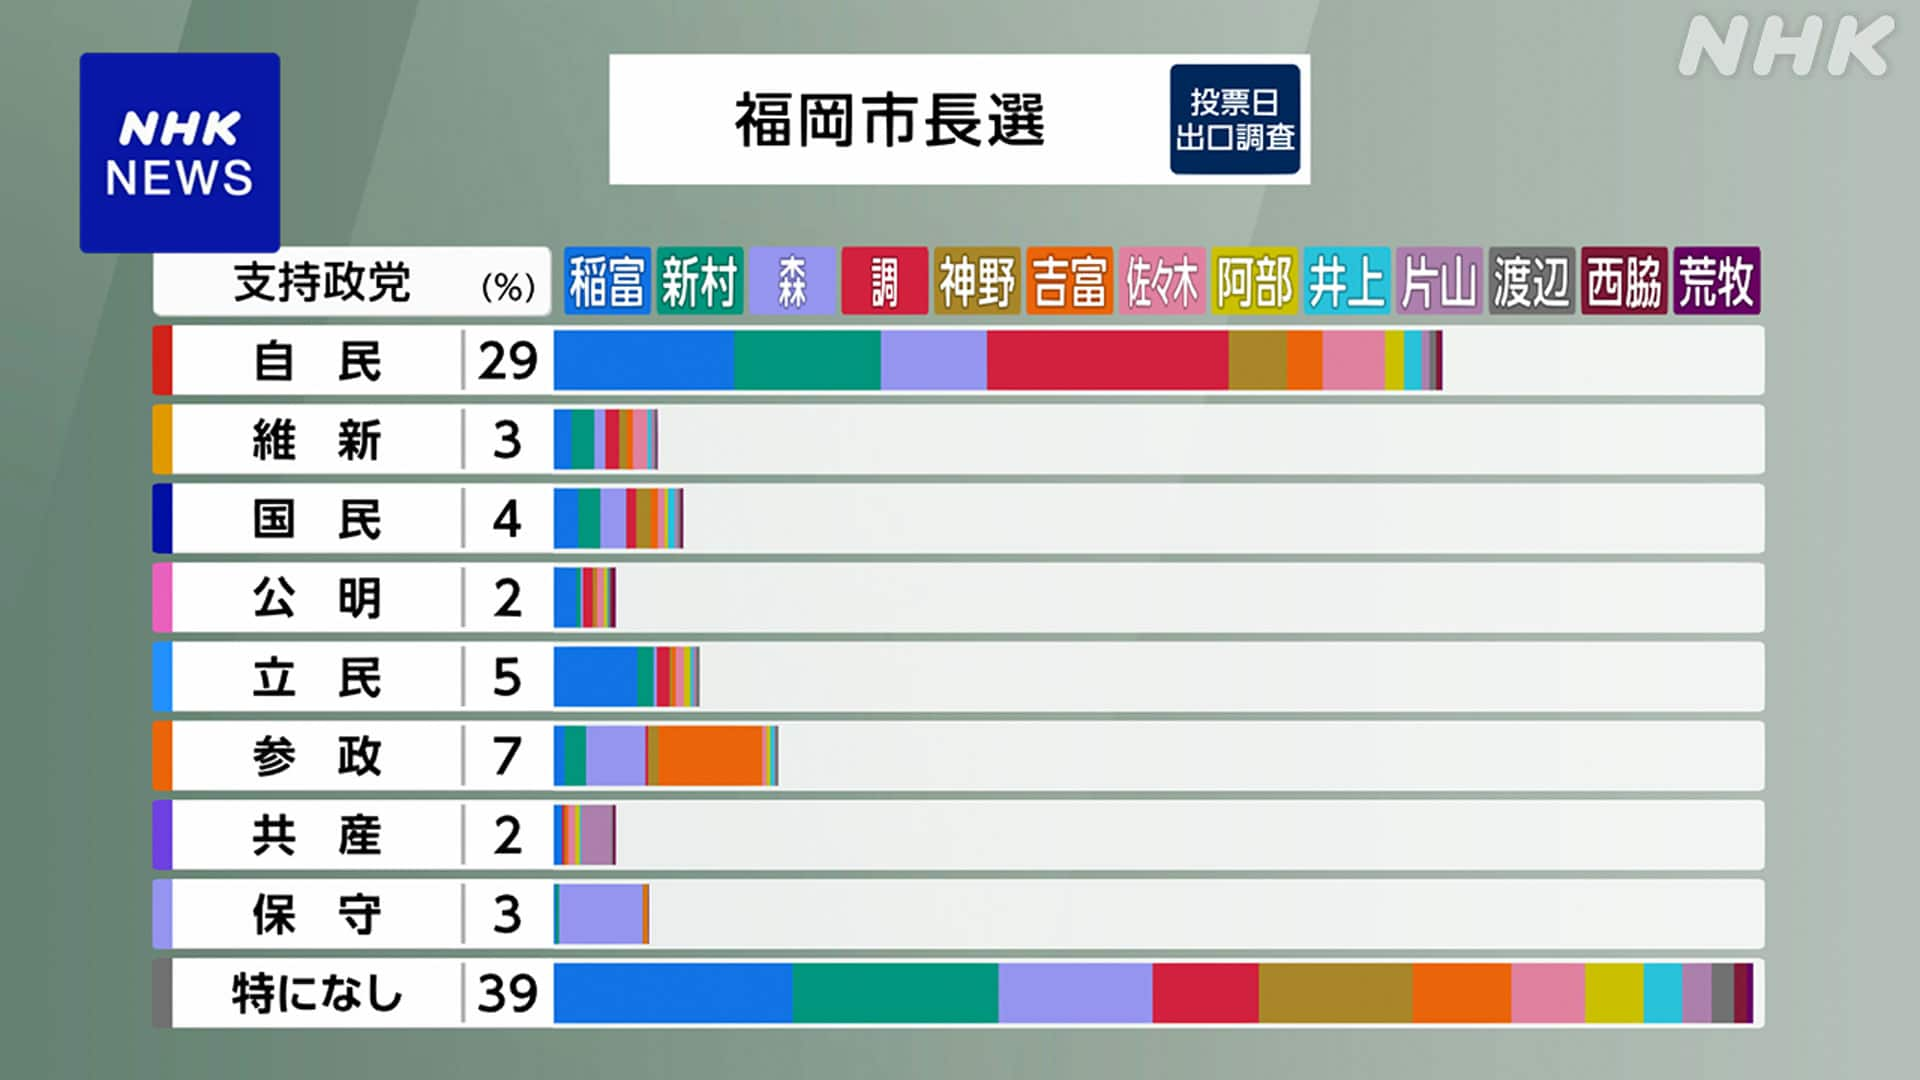 NHK
NHK
NEWS
福岡市長選
投票日
出口調査
支持政党 (%) 稲富 新村 森 調 神野 吉富 佐々木 阿部 井上 片山 渡辺 西脇 荒牧
自民 29
維新 3
国民 4
公明 2
立民 5
参政 7
共産 2
保守 3
特になし 39